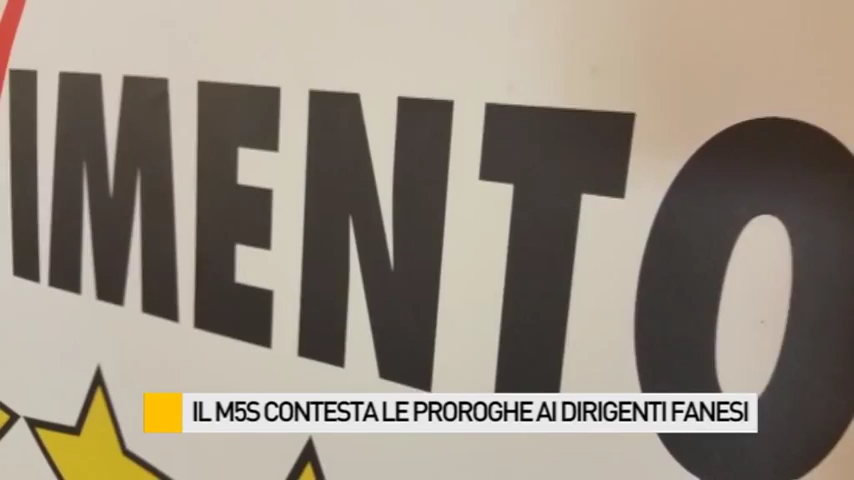 IMENTO
IL M5S CONTESTA LE PROROGHE AI DIRIGENTI FANESI